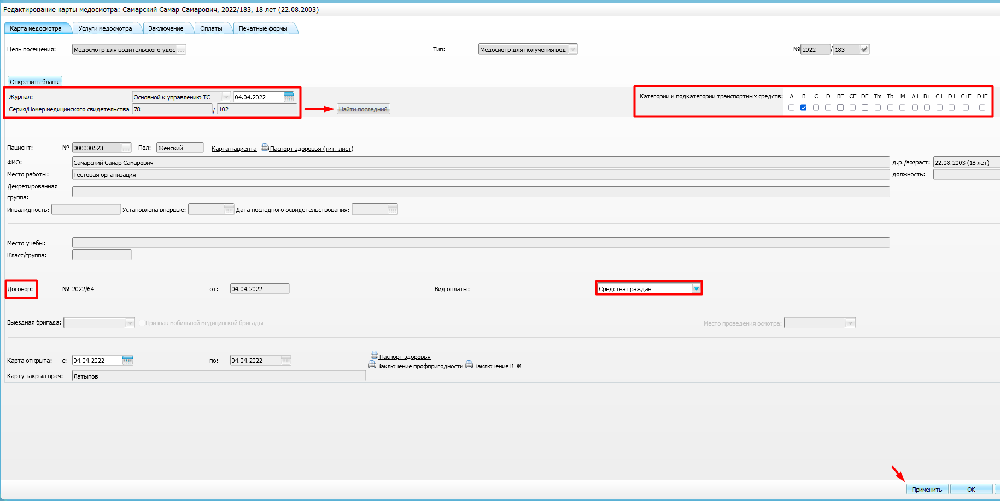 Редактирование карты медосмотра: Самарский Самар Самарович, 2022/183, 18 лет (22.08.2003)
Карта медосмотра Услуги медосмотра Заключение Оплаты Печатные формы
Цель посещения: Медосмотр для водительского удос ... Тип: Медосмотр для получения вод № 2022 / 183
Открепить бланк
Журнал: Основной к управлению ТС 04.04.2022
Категории и подкатегории транспортных средств: A B C D BE CE DE Tm Tb M A1 B1 C1 D1 C1E D1E
Серия/Номер медицинского свидетельства 78 / 102 Найти последний
Пациент: № 000000523 ... Пол: Женский Карта пациента Паспорт здоровья (тит. лист)
ФИО: Самарский Самар Самарович д.р./возраст: 22.08.2003 (18 лет)
Место работы: Тестовая организация должность:
Декретированная
группа:
Инвалидность: Установлена впервые: Дата последнего освидетельствования:
Место учебы:
Класс/группа:
Договор: № 2022/64 от: 04.04.2022 Вид оплаты: Средства граждан
Выездная бригада: Признак мобильной медицинской бригады Место проведения осмотра:
Карта открыта: с: 04.04.2022 по: 04.04.2022 Паспорт здоровья
Заключение профпригодности Заключение КЭК
Карту закрыл врач: Латыпов
Применить OK